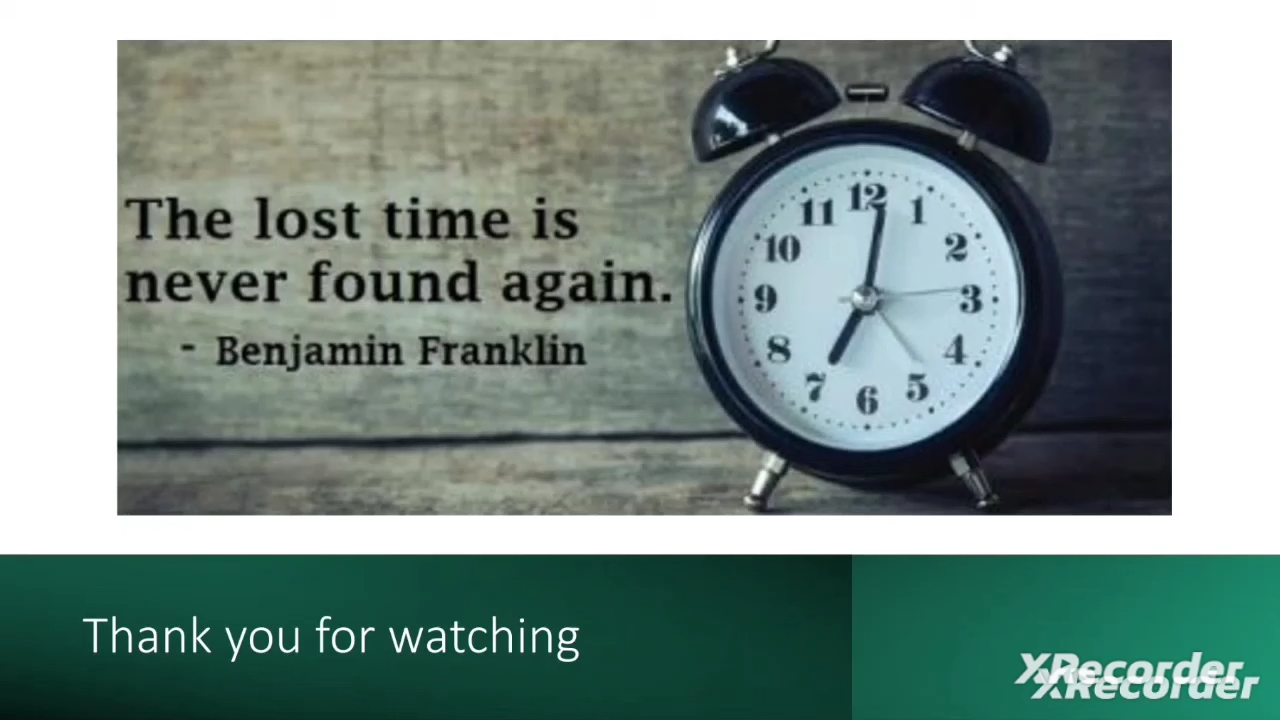 The lost time is
never found again.
- Benjamin Franklin
12
11
1
10
2
9
3
8
4
7
5
6
Thank you for watching
XRecorder
XRecorder